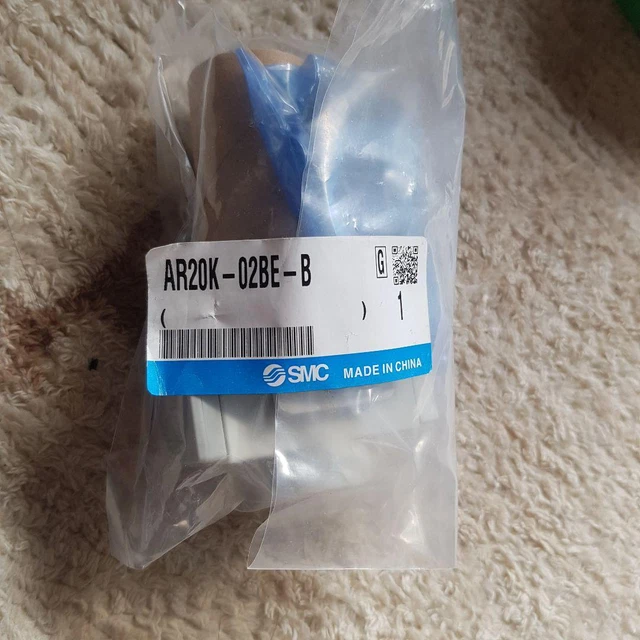 AR20K-02BE-B
G
( )
1
SMC
MADE IN CHINA